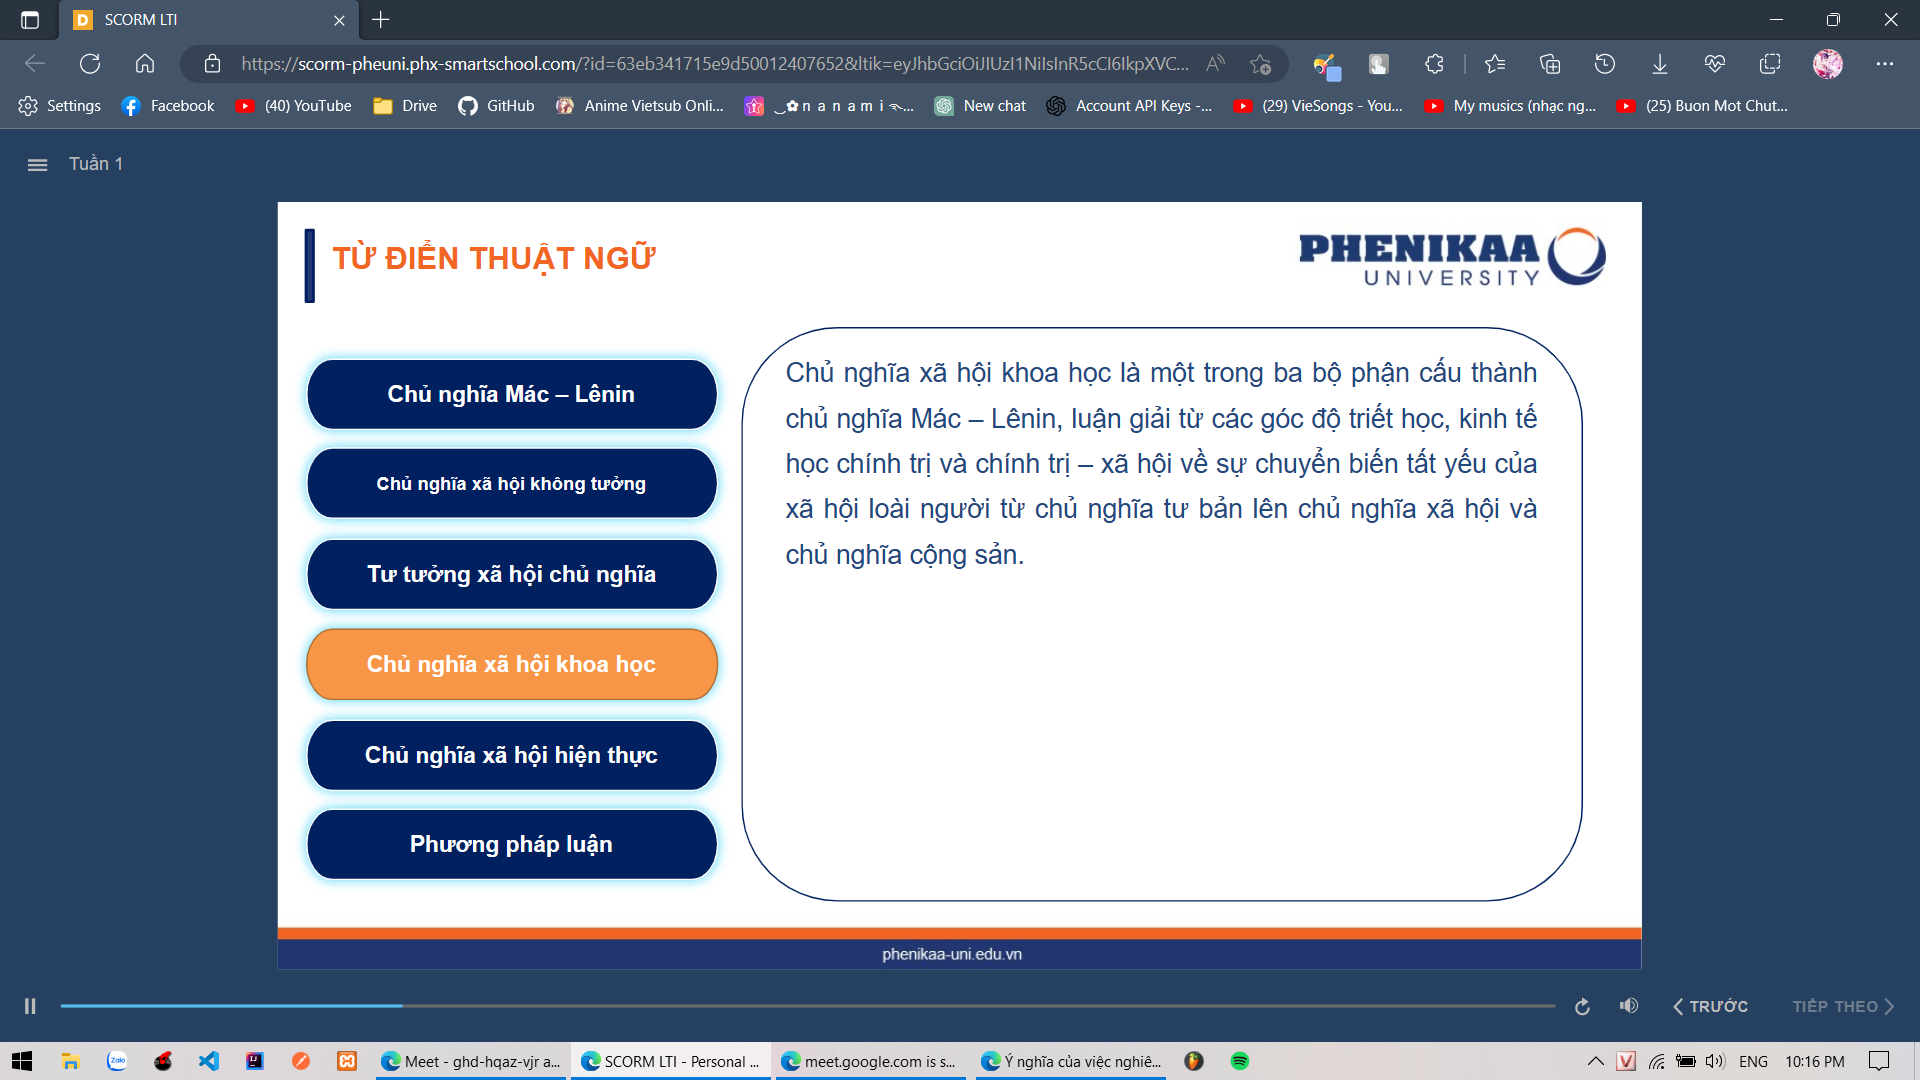 SCORM LTI
https://scorm-pheuni.phx-smartschool.com/?id=63eb341715e9d50012407652&ltik=eyJhbGciOiJIUzI1NiIsInR5cCI6IkpXVC...
Settings Facebook (40) YouTube Drive GitHub Anime Vietsub Onli... n a n a m i ... New chat Account API Keys -... (29) VieSongs - You... My musics (nhạc ng... (25) Buon Mot Chut...
Tuần 1
TỪ ĐIỂN THUẬT NGỮ
PHENIKAA
UNIVERSITY
Chủ nghĩa Mác – Lênin
Chủ nghĩa xã hội không tưởng
Tư tưởng xã hội chủ nghĩa
Chủ nghĩa xã hội khoa học
Chủ nghĩa xã hội hiện thực
Phương pháp luận
Chủ nghĩa xã hội khoa học là một trong ba bộ phận cấu thành
chủ nghĩa Mác – Lênin, luận giải từ các góc độ triết học, kinh tế
học chính trị và chính trị – xã hội về sự chuyển biến tất yếu của
xã hội loài người từ chủ nghĩa tư bản lên chủ nghĩa xã hội và
chủ nghĩa cộng sản.
phenikaa-uni.edu.vn
TRƯỚC TIẾP THEO
Zalo Meet - ghd-hqaz-vjr a... SCORM LTI - Personal ... meet.google.com is s... Ý nghĩa của việc nghiê... ENG 10:16 PM